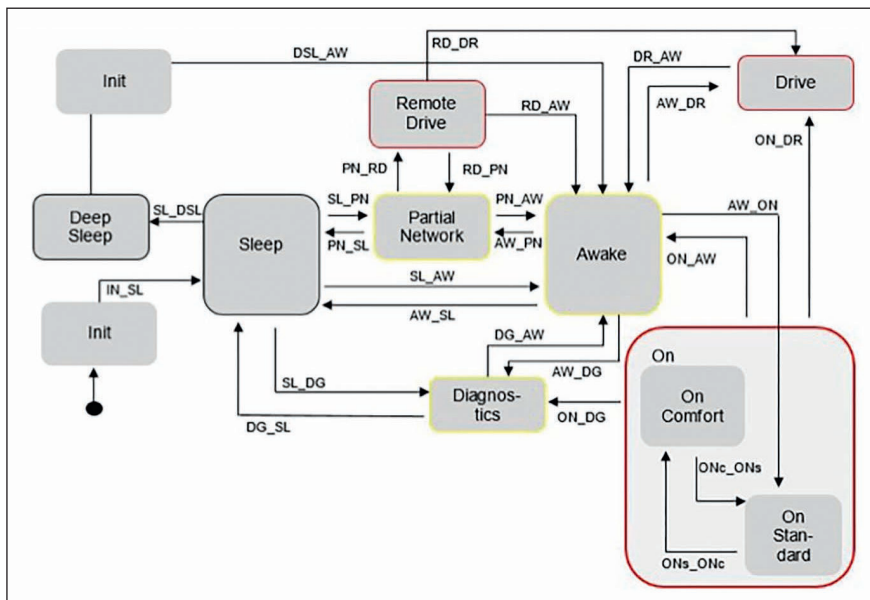 DSL_AW
RD_DR
DR_AW
Init
Drive
Remote
Drive
RD_AW
AW_DR
ON_DR
PN_RD
RD_PN
SL_DSL
SL_PN
PN_AW
AW_ON
Deep
Sleep
Sleep
Partial
Network
Awake
PN_SL
AW_PN
ON_AW
IN_SL
SL_AW
AW_SL
Init
DG_AW
On
AW_DG
SL_DG
Diagnos-
tics
On
Comfort
DG_SL
ON_DG
ONc_ONs
On
Stan-
dard
ONs_ONc